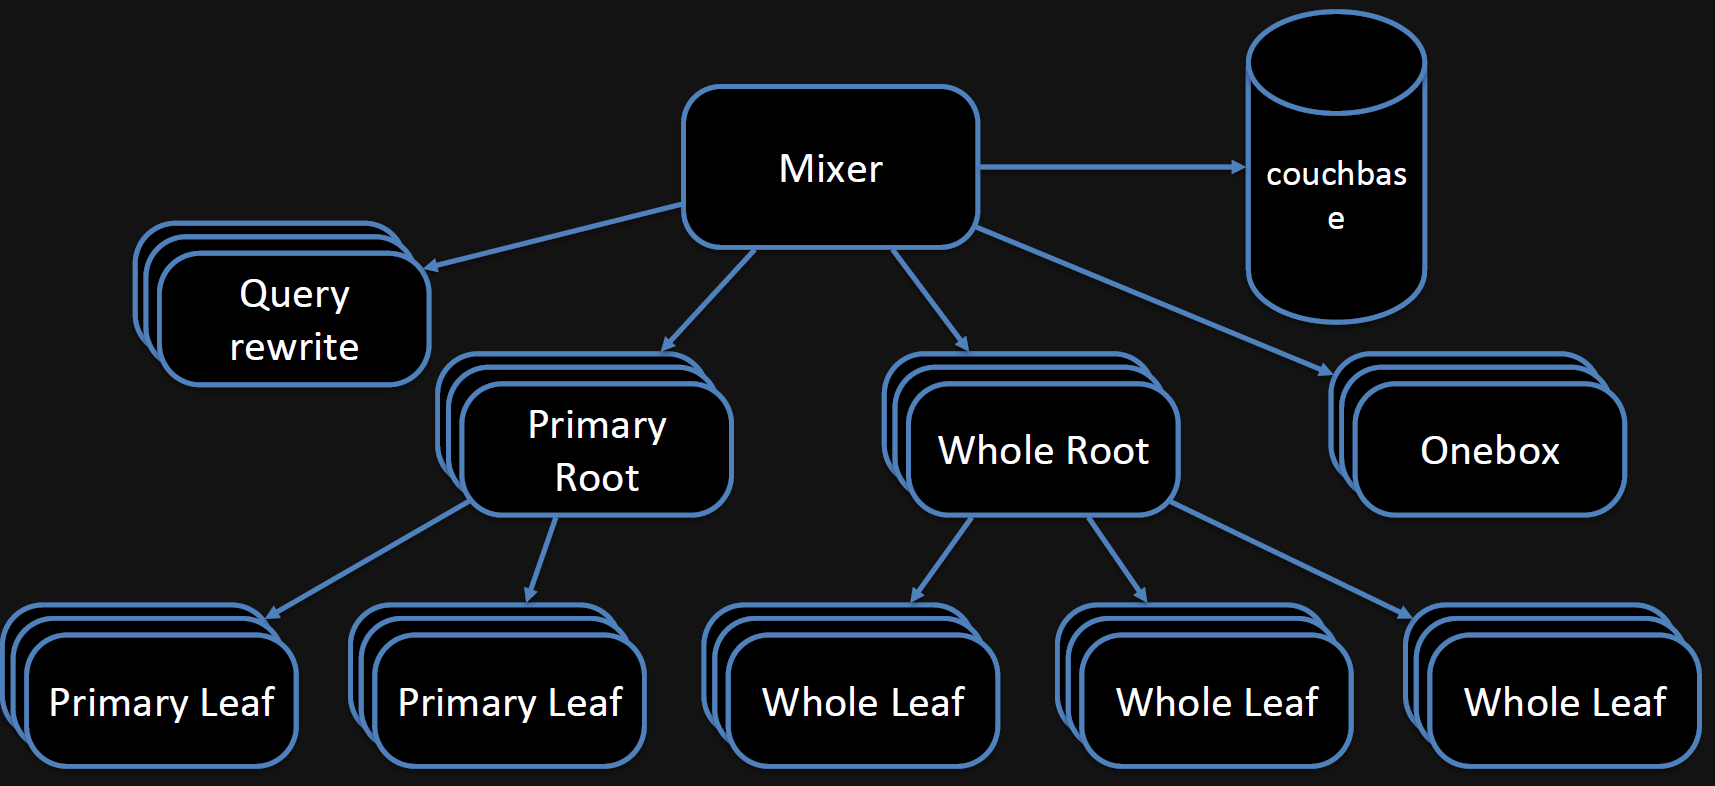 Mixer
couchbas
e
Query
rewrite
Primary
Root
Whole Root
Onebox
Primary Leaf
Primary Leaf
Whole Leaf
Whole Leaf
Whole Leaf